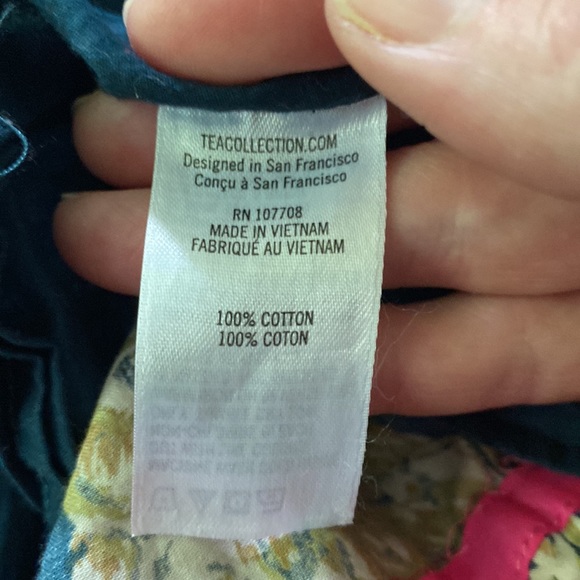 TEACOLLECTION.COM
Designed in San Francisco
Conçu à San Francisco
RN 107708
MADE IN VIETNAM
FABRIQUÉ AU VIETNAM
100% COTTON
100% COTON